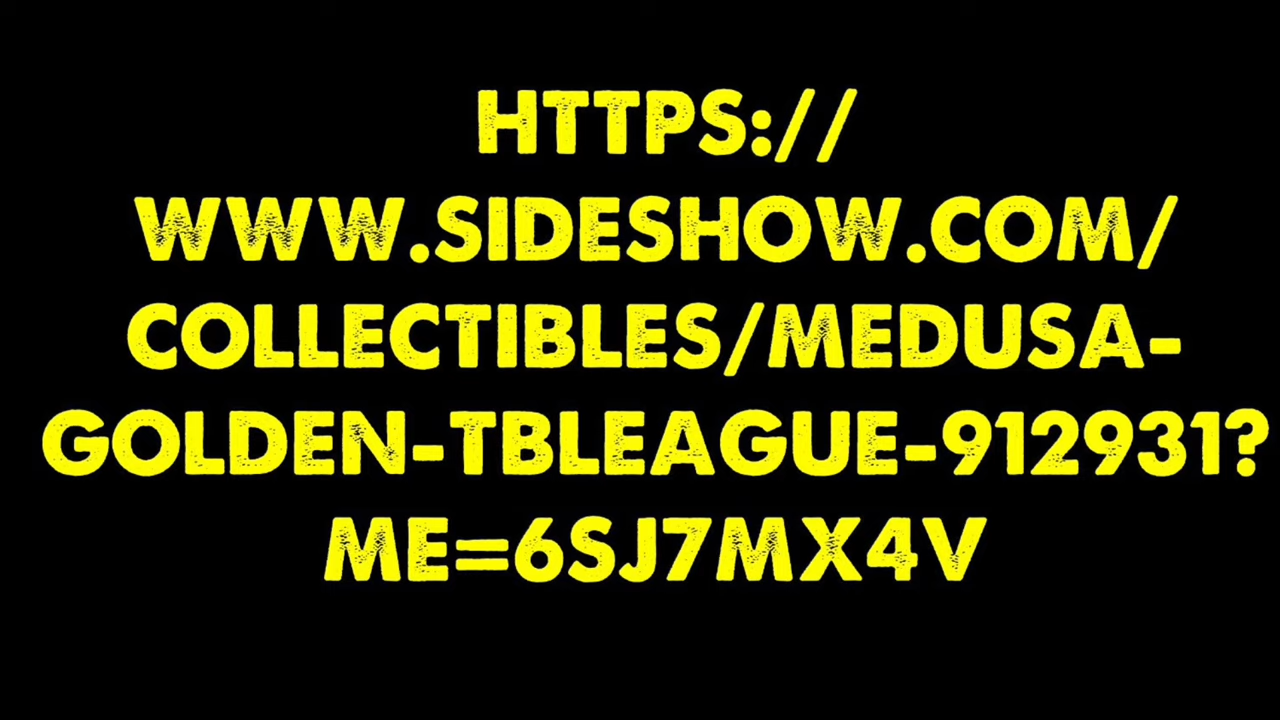 HTTPS://
WWW.SIDESHOW.COM/
COLLECTIBLES/MEDUSA-
GOLDEN-TBLEAGUE-912931?
ME=6SJ7MX4V